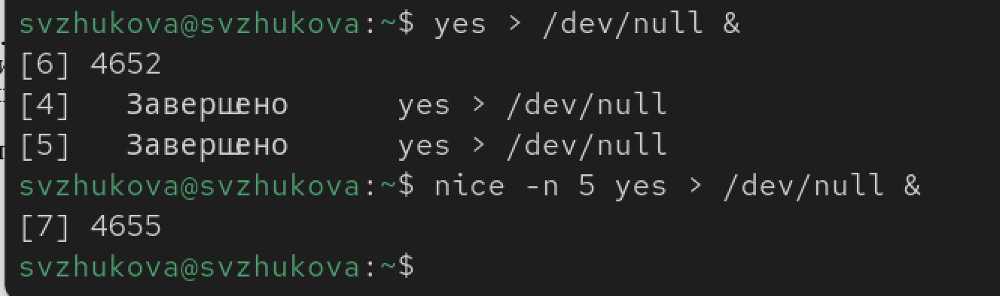 svzhukova@svzhukova:~$ yes > /dev/null &
[6] 4652
[4]   Завершено      yes > /dev/null
[5]   Завершено      yes > /dev/null
svzhukova@svzhukova:~$ nice -n 5 yes > /dev/null &
[7] 4655
svzhukova@svzhukova:~$